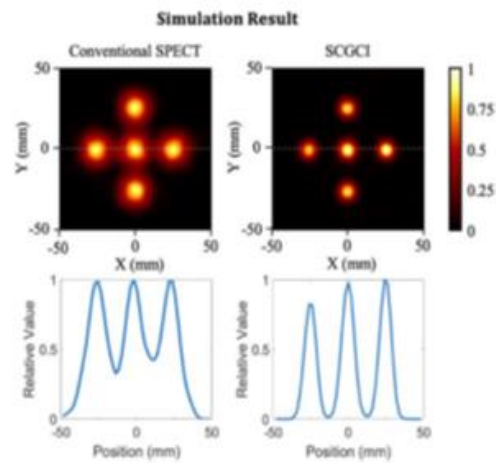 Simulation Result
Conventional SPECT SCGCI
50 50 1
0.75
Y (mm) 0 Y (mm) 0 0.5
0.25
-50 -50 0
-50 0 50 -50 0 50
X (mm) X (mm)
1 1
Relative Value 0.5 Relative Value 0.5
0 0
-50 0 50 -50 0 50
Position (mm) Position (mm)